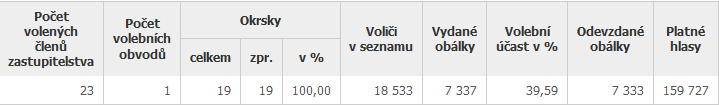 Počet volených členů zastupitelstva
Počet volebních obvodů
Okrsky
celkem
zpr.
v %
Voliči v seznamu
Vydané obálky
Volební účast v %
Odevzdané obálky
Platné hlasy
23 1 19 19 100,00 18 533 7 337 39,59 7 333 159 727